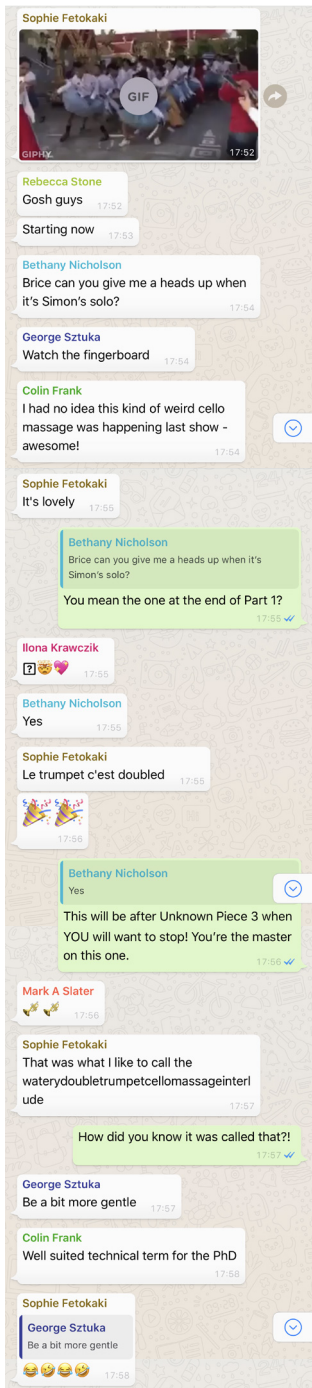 Sophie Fetokaki
GIF
GIPHY
17:52
Rebecca Stone
Gosh guys
17:52
Starting now
17:53
Bethany Nicholson
Brice can you give me a heads up when
it's Simon's solo?
17:54
George Sztuka
Watch the fingerboard
17:54
Colin Frank
I had no idea this kind of weird cello
massage was happening last show -
awesome!
17:54
Sophie Fetokaki
It's lovely
17:55
Bethany Nicholson
Brice can you give me a heads up when it's
Simon's solo?
You mean the one at the end of Part 1?
17:55
Ilona Krawczik
🤯💖
17:55
Bethany Nicholson
Yes
17:55
Sophie Fetokaki
Le trumpet c'est doubled
17:55
🎉🎉
17:56
Bethany Nicholson
Yes
This will be after Unknown Piece 3 when
YOU will want to stop! You're the master
on this one.
17:56
Mark A Slater
🎺🎺
17:56
Sophie Fetokaki
That was what I like to call the
waterydoubletrumpetcellomassageinterl
ude
17:57
How did you know it was called that?!
17:57
George Sztuka
Be a bit more gentle
17:57
Colin Frank
Well suited technical term for the PhD
17:58
Sophie Fetokaki
George Sztuka
Be a bit more gentle
😂🤣😂🤣
17:58